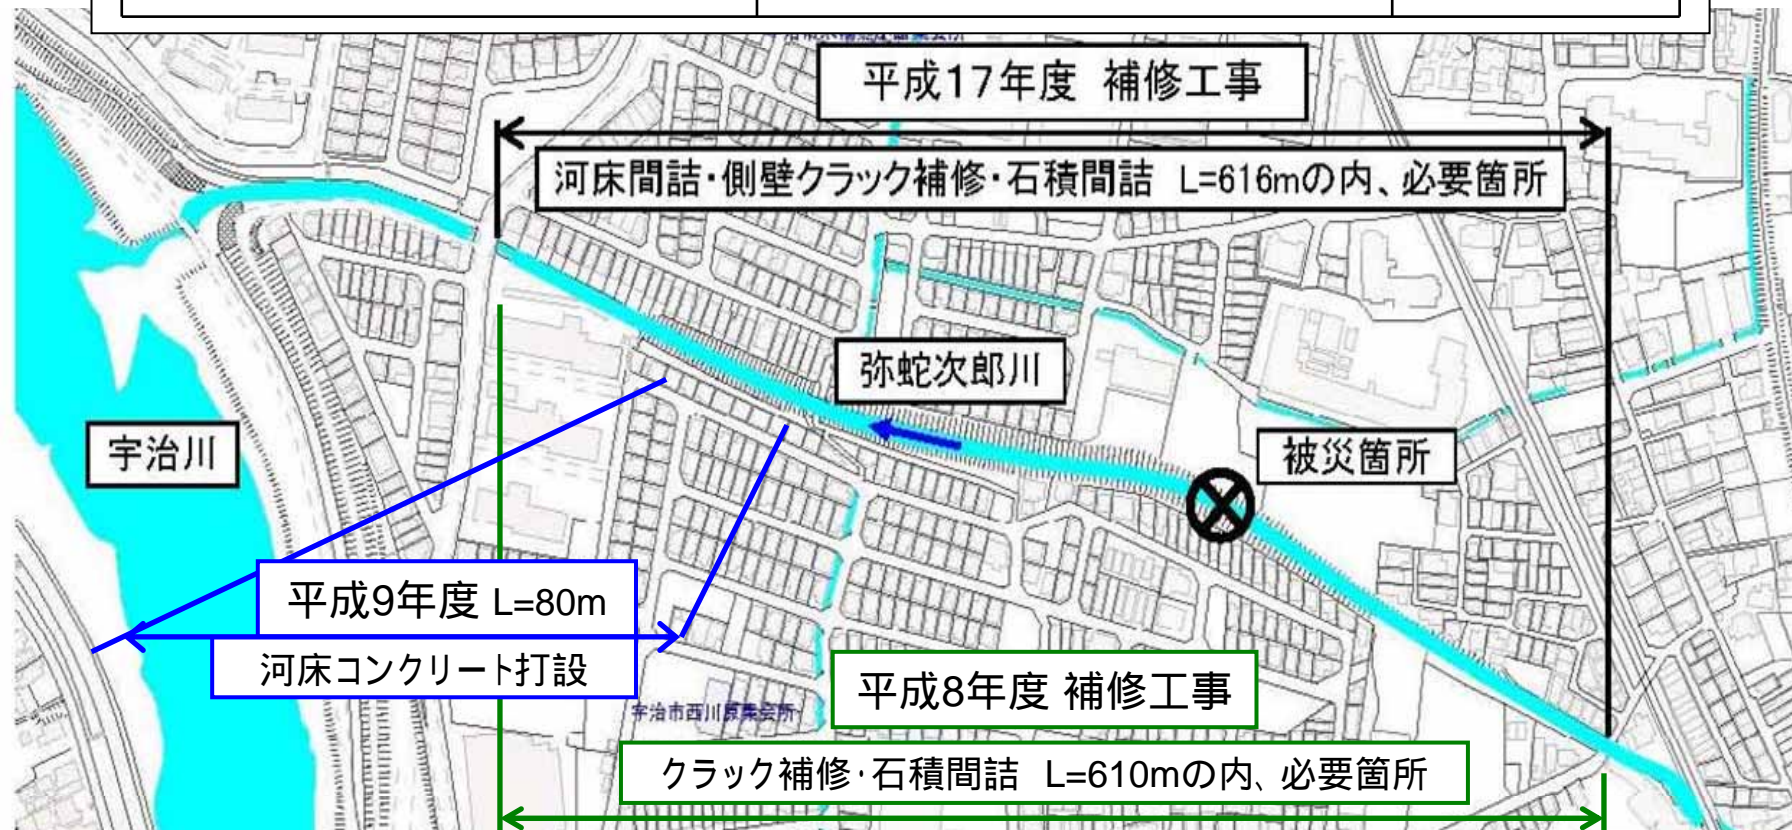 平成17年度 補修工事
河床間詰・側壁クラック補修・石積間詰 L=616mの内、必要箇所
弥蛇次郎川
宇治川
被災箇所
平成9年度 L=80m
河床コンクリート打設
平成8年度 補修工事
宇治市西川原集会所
クラック補修・石積間詰 L=610mの内、必要箇所